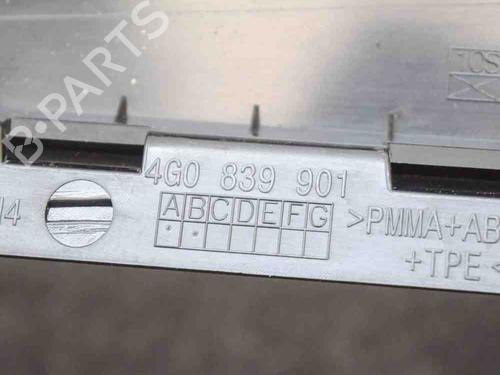 B-PARTS
4G0 839 901
ABCDEFG
>PMMA+AB
+TPE<